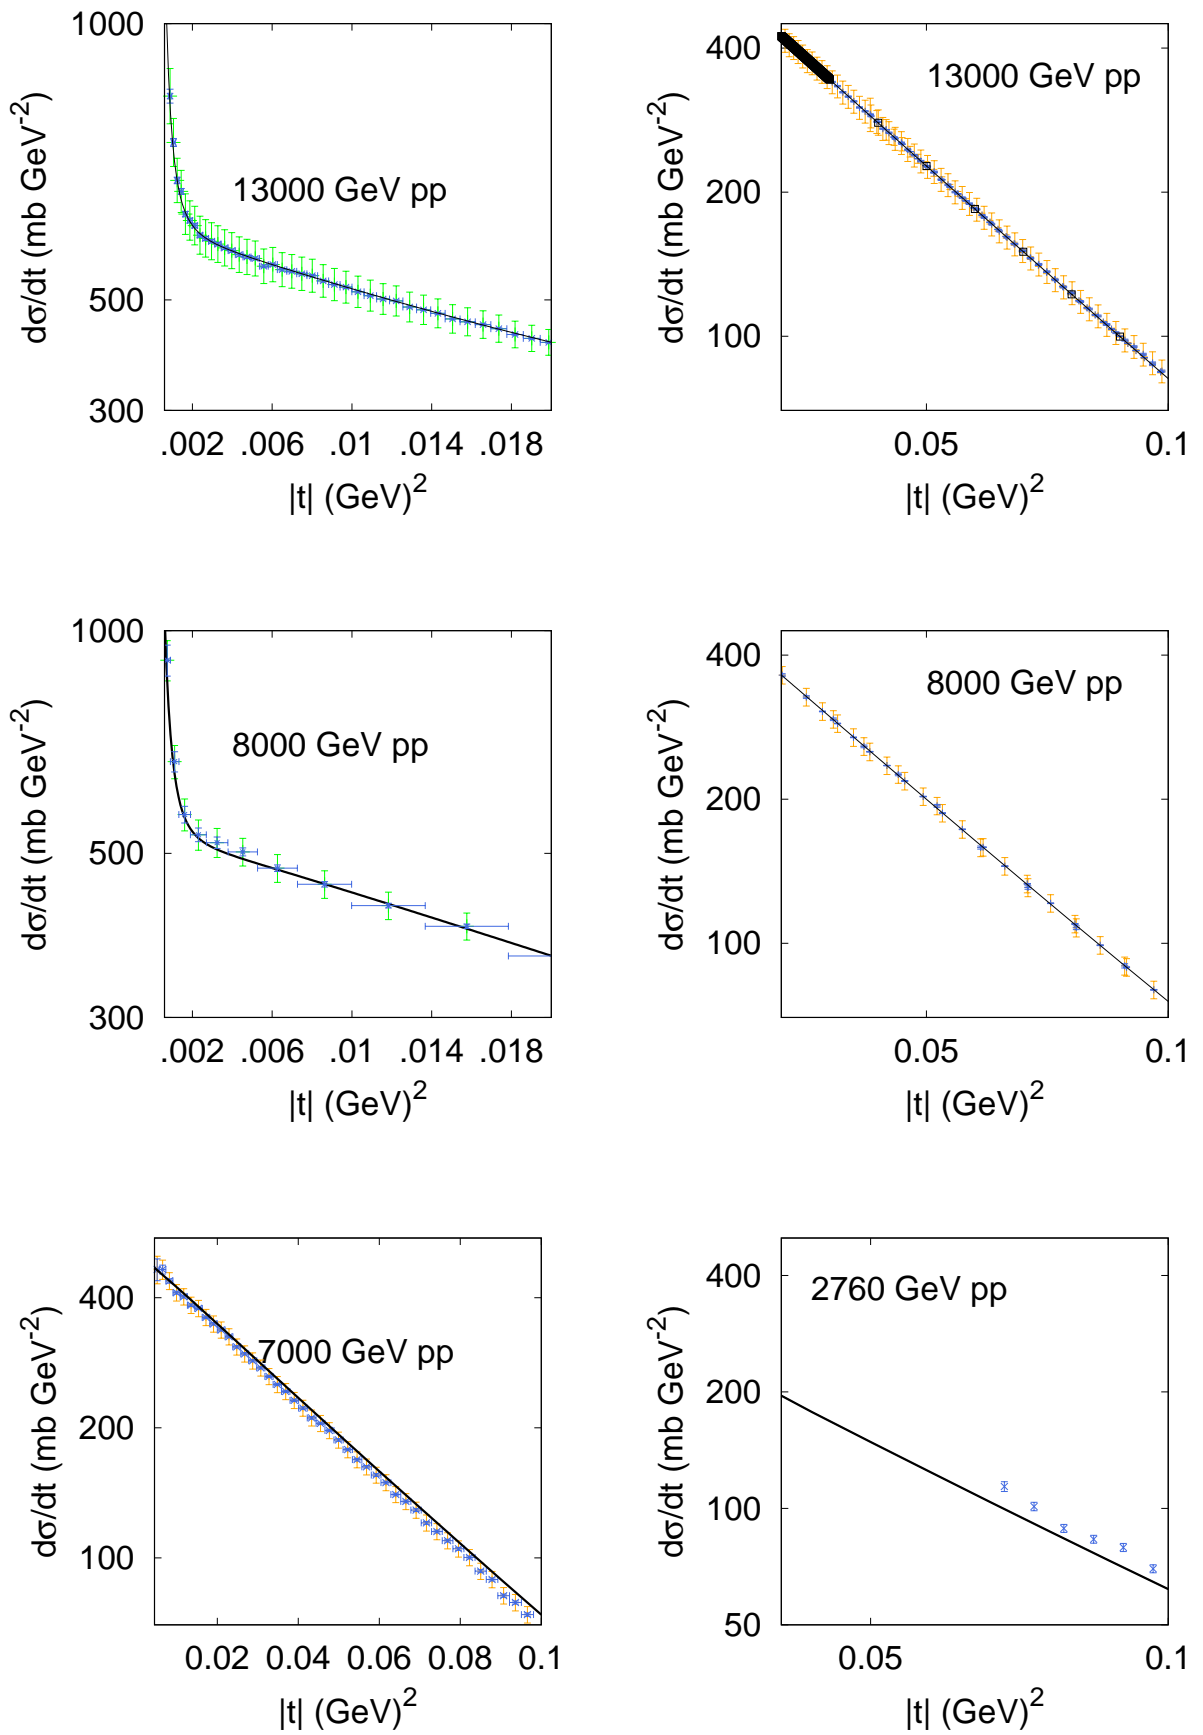 1000
500
300
dσ/dt (mb GeV⁻²)
13000 GeV pp
.002 .006 .01 .014 .018
|t| (GeV)²
400
200
100
dσ/dt (mb GeV⁻²)
13000 GeV pp
0.05 0.1
|t| (GeV)²
1000
500
300
dσ/dt (mb GeV⁻²)
8000 GeV pp
.002 .006 .01 .014 .018
|t| (GeV)²
400
200
100
dσ/dt (mb GeV⁻²)
8000 GeV pp
0.05 0.1
|t| (GeV)²
400
200
100
dσ/dt (mb GeV⁻²)
7000 GeV pp
0.02 0.04 0.06 0.08 0.1
|t| (GeV)²
400
200
100
50
dσ/dt (mb GeV⁻²)
2760 GeV pp
0.05 0.1
|t| (GeV)²